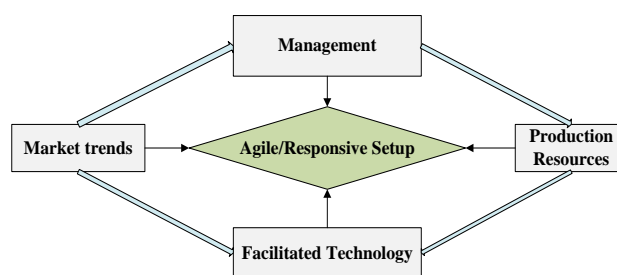 Management
Market trends
Agile/Responsive Setup
Production
Resources
Facilitated Technology